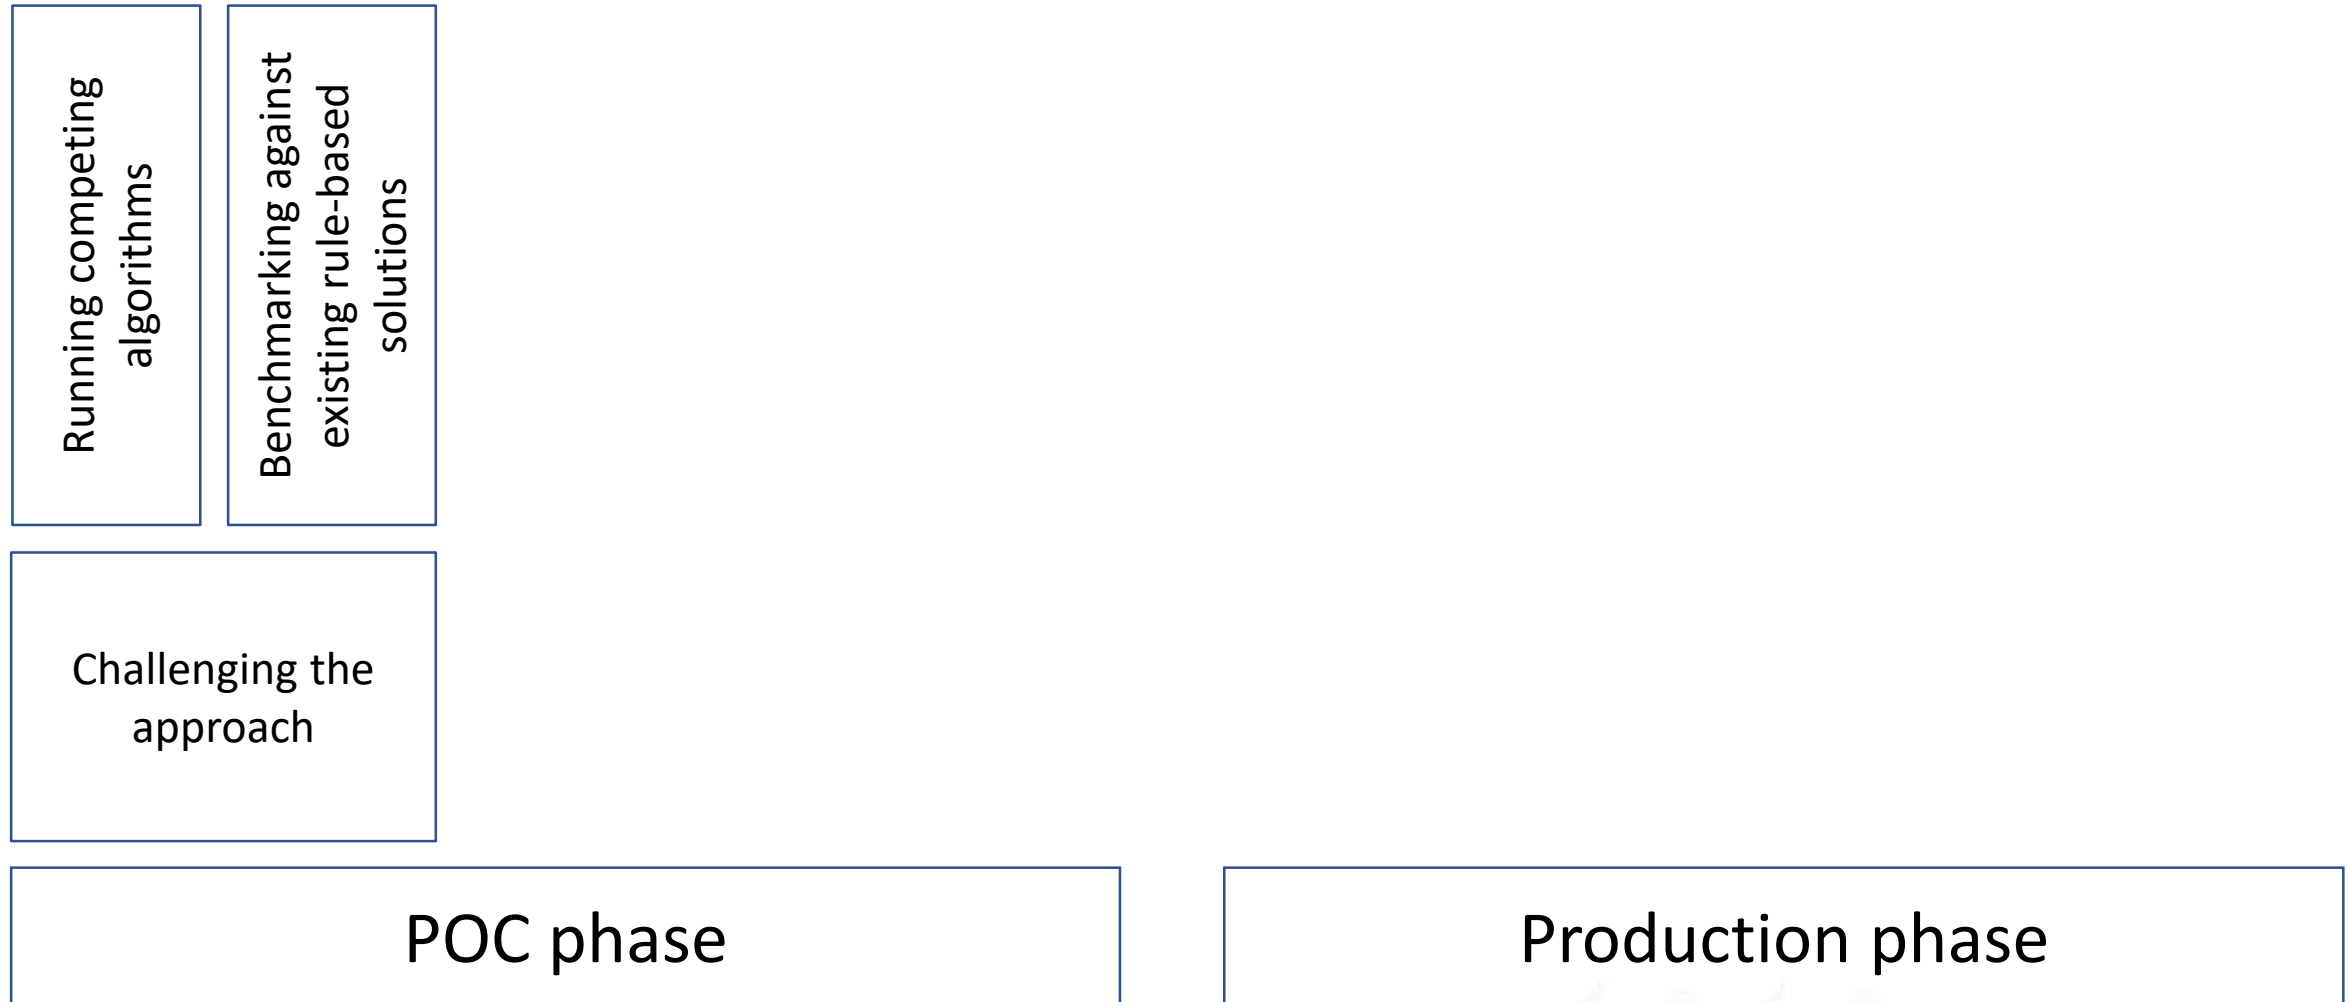 Running competing
algorithms
Benchmarking against
existing rule-based
solutions
Challenging the
approach
POC phase
Production phase